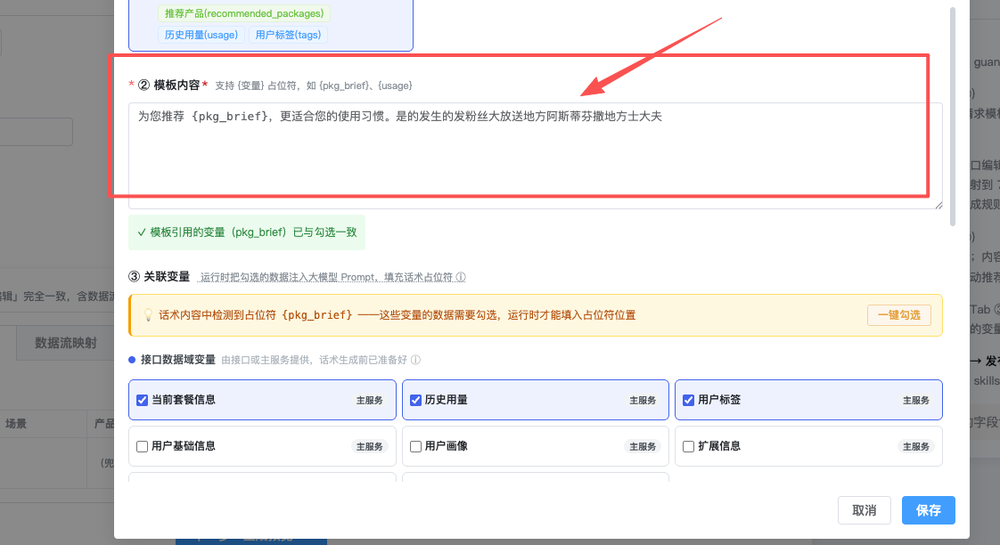 推荐产品(recommended_packages)
历史用量(usage) 用户标签(tags)
* ② 模板内容* 支持 {变量} 占位符，如 {pkg_brief}、{usage}
为您推荐 {pkg_brief}，更适合您的使用习惯。是的发生的发粉丝大放送地方阿斯蒂芬撒地方士大夫
✓ 模板引用的变量（pkg_brief）已与勾选一致
③ 关联变量 运行时把勾选的数据注入大模型 Prompt，填充话术占位符 ⓘ
💡 话术内容中检测到占位符 {pkg_brief} ——这些变量的数据需要勾选，运行时才能填入占位符位置 一键勾选
接口数据域变量 由接口或主服务提供，话术生成前已准备好 ⓘ
当前套餐信息 主服务 历史用量 主服务 用户标签 主服务
用户基础信息 主服务 用户画像 主服务 扩展信息 主服务
取消 保存
编辑」完全一致，含数据流
数据流映射
场景 产品
(兜
guan
求模板
口编辑
射到
成规则
；内容
动推荐
Tab
的变量
→ 发布
skills
的字段